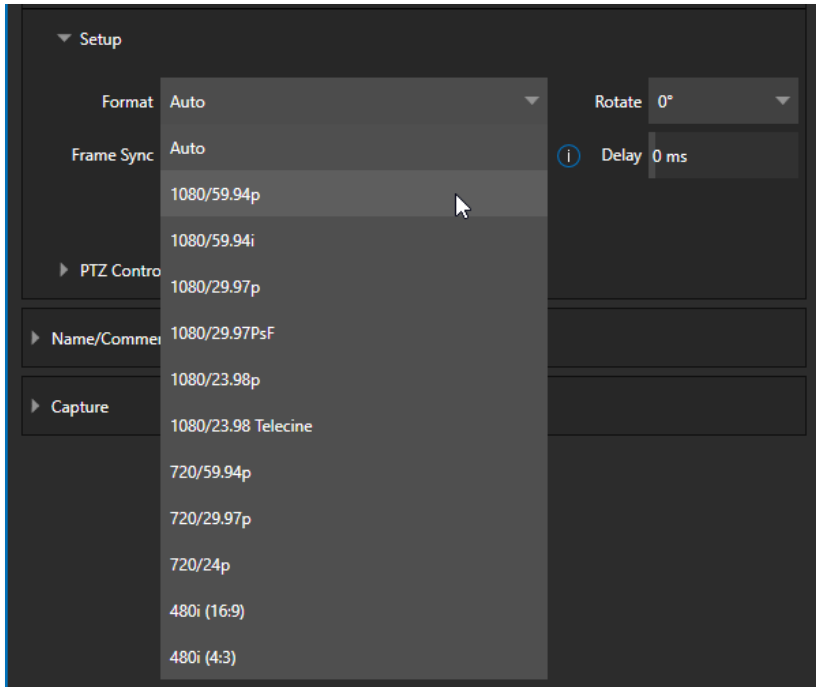 Setup
Format Auto Rotate 0°
Frame Sync Auto i Delay 0 ms
1080/59.94p
1080/59.94i
PTZ Contro
1080/29.97p
Name/Comme 1080/29.97PsF
1080/23.98p
Capture
1080/23.98 Telecine
720/59.94p
720/29.97p
720/24p
480i (16:9)
480i (4:3)